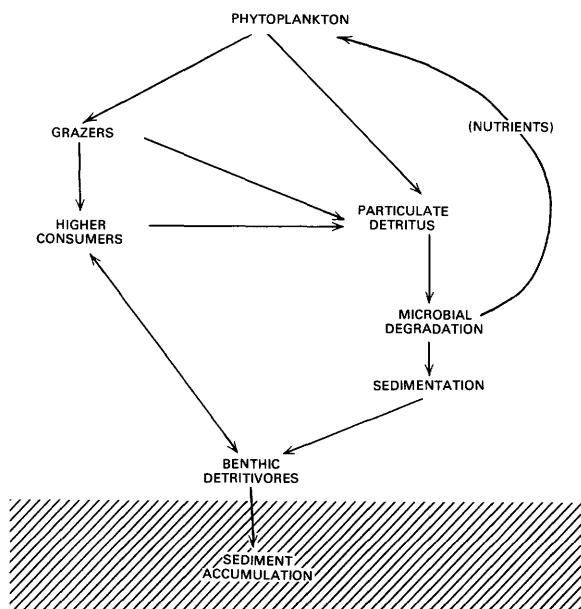 PHYTOPLANKTON
(NUTRIENTS)
GRAZERS
PARTICULATE
DETRITUS
HIGHER
CONSUMERS
MICROBIAL
DEGRADATION
SEDIMENTATION
BENTHIC
DETRITIVORES
SEDIMENT
ACCUMULATION